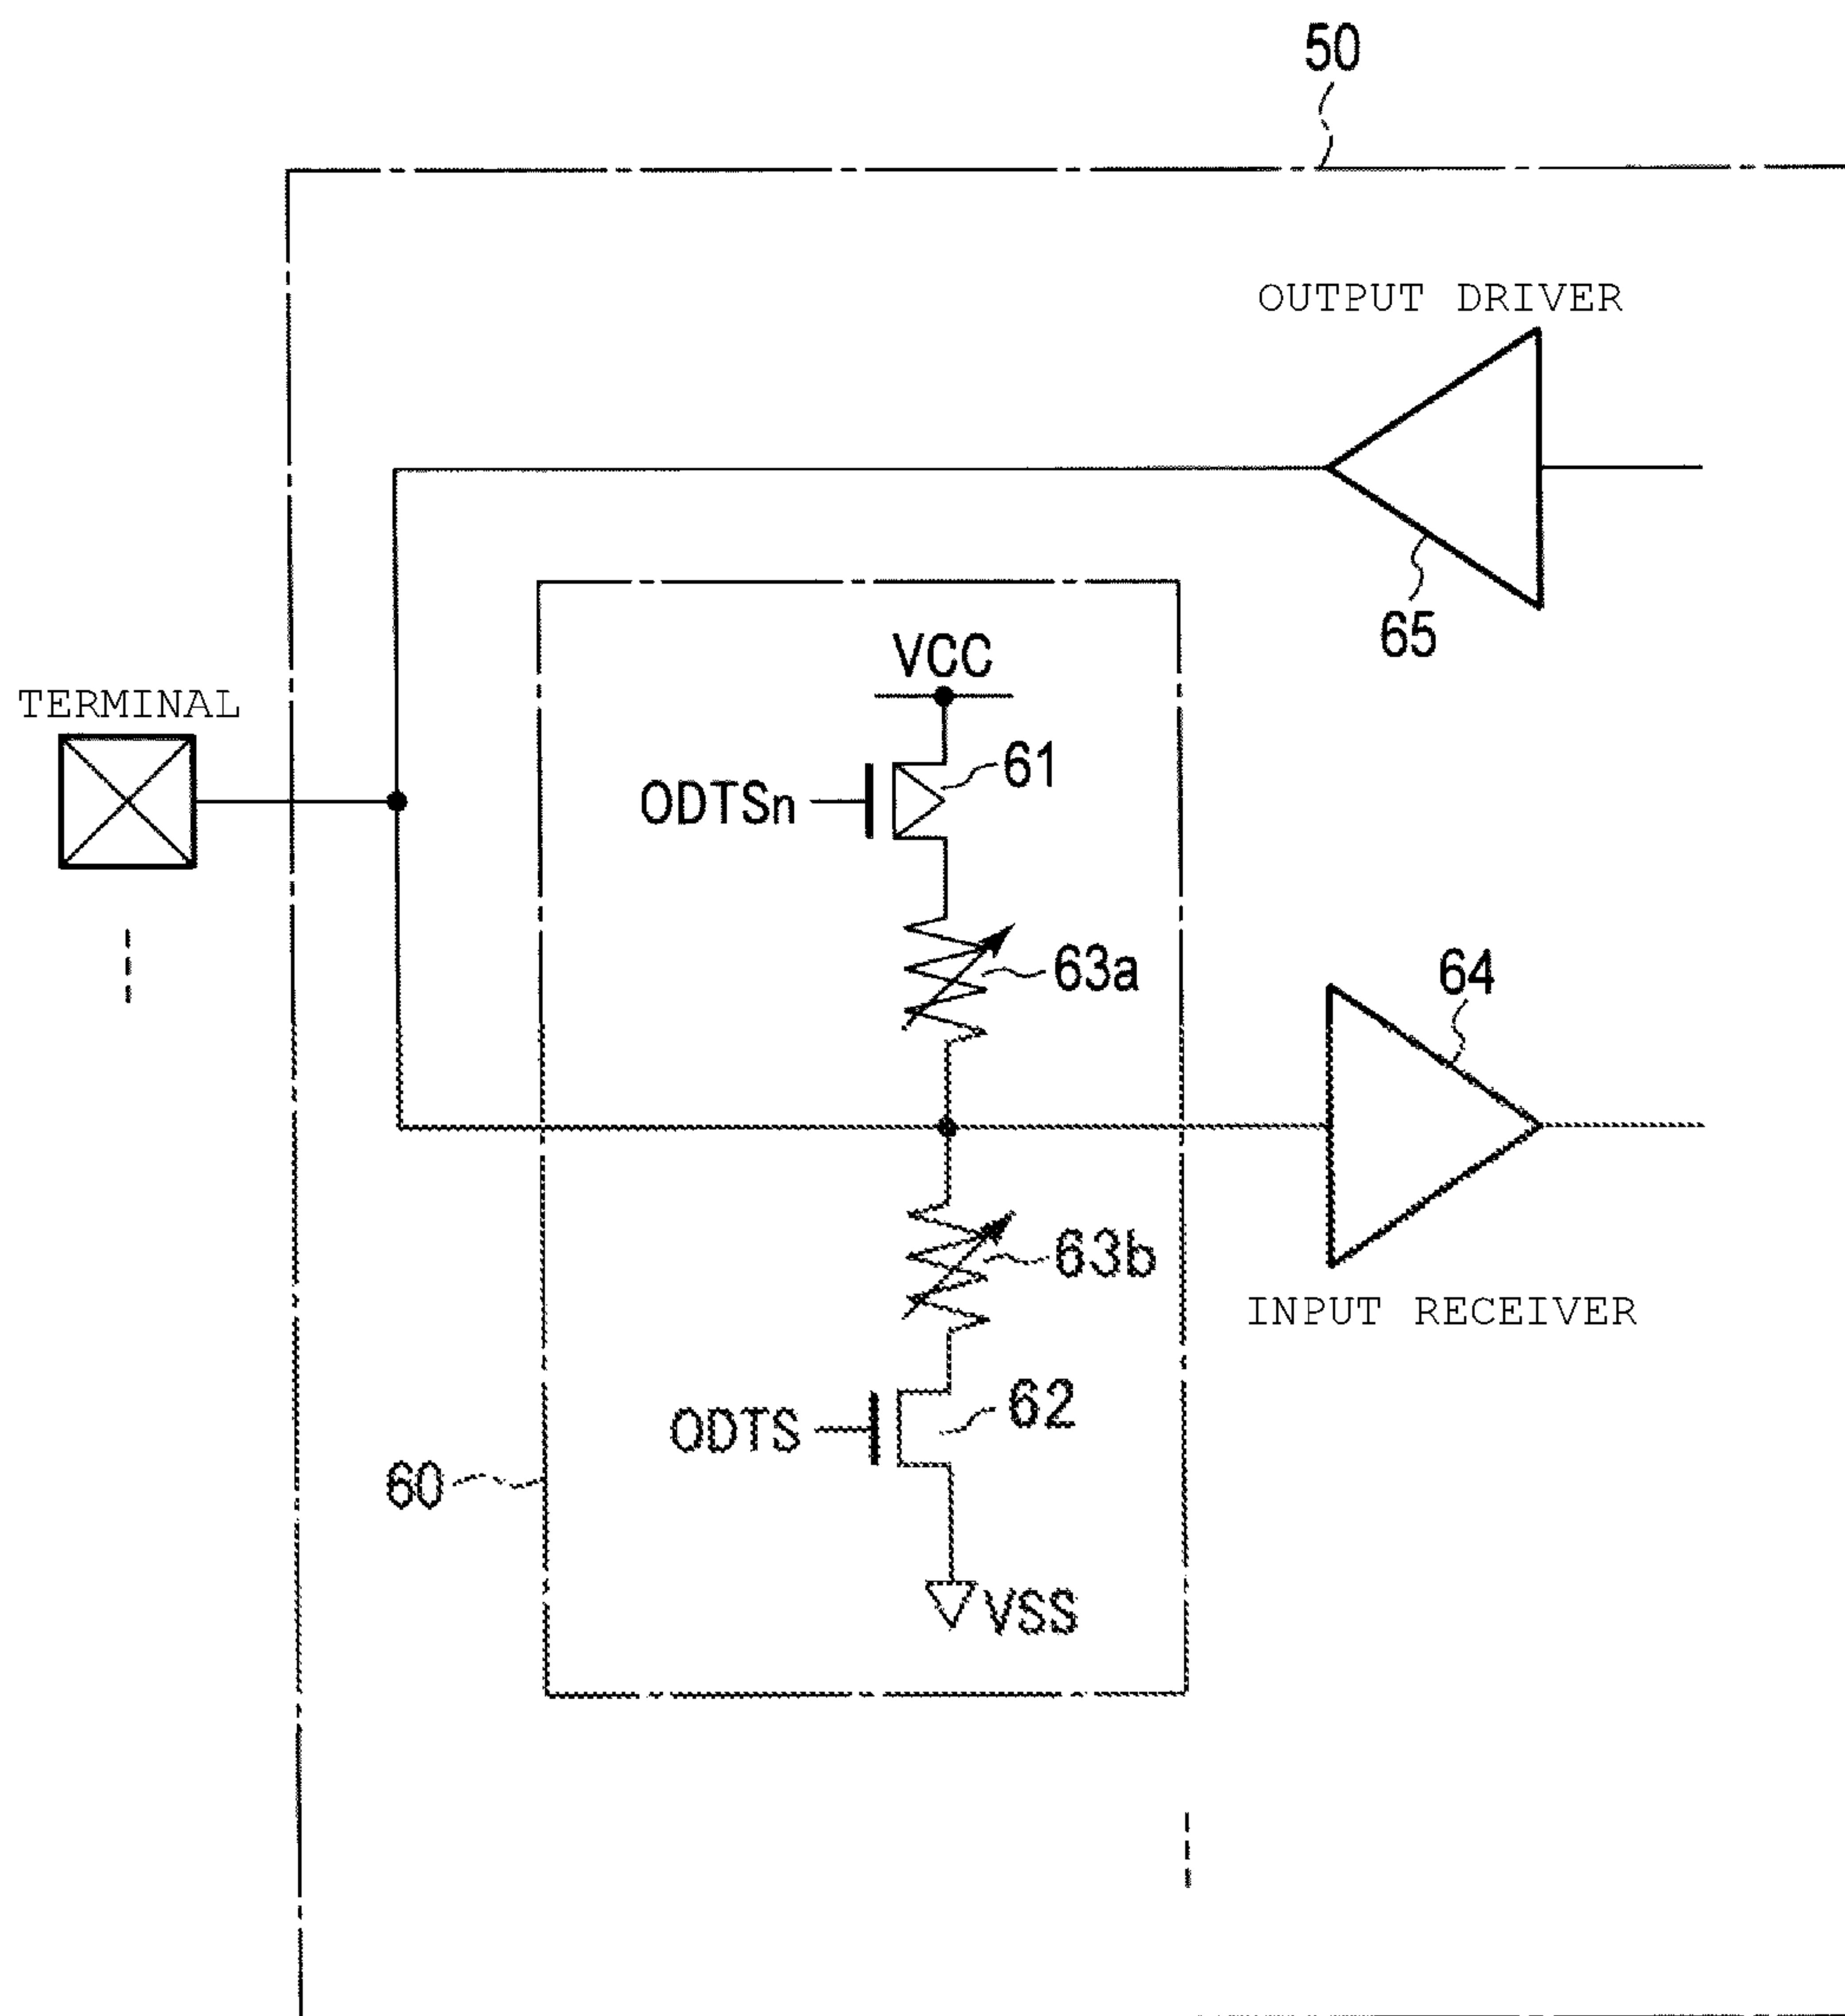 50
OUTPUT DRIVER
65
VCC
TERMINAL
61
ODTSn
63a
64
63b
INPUT RECEIVER
62
ODTS
60
VSS